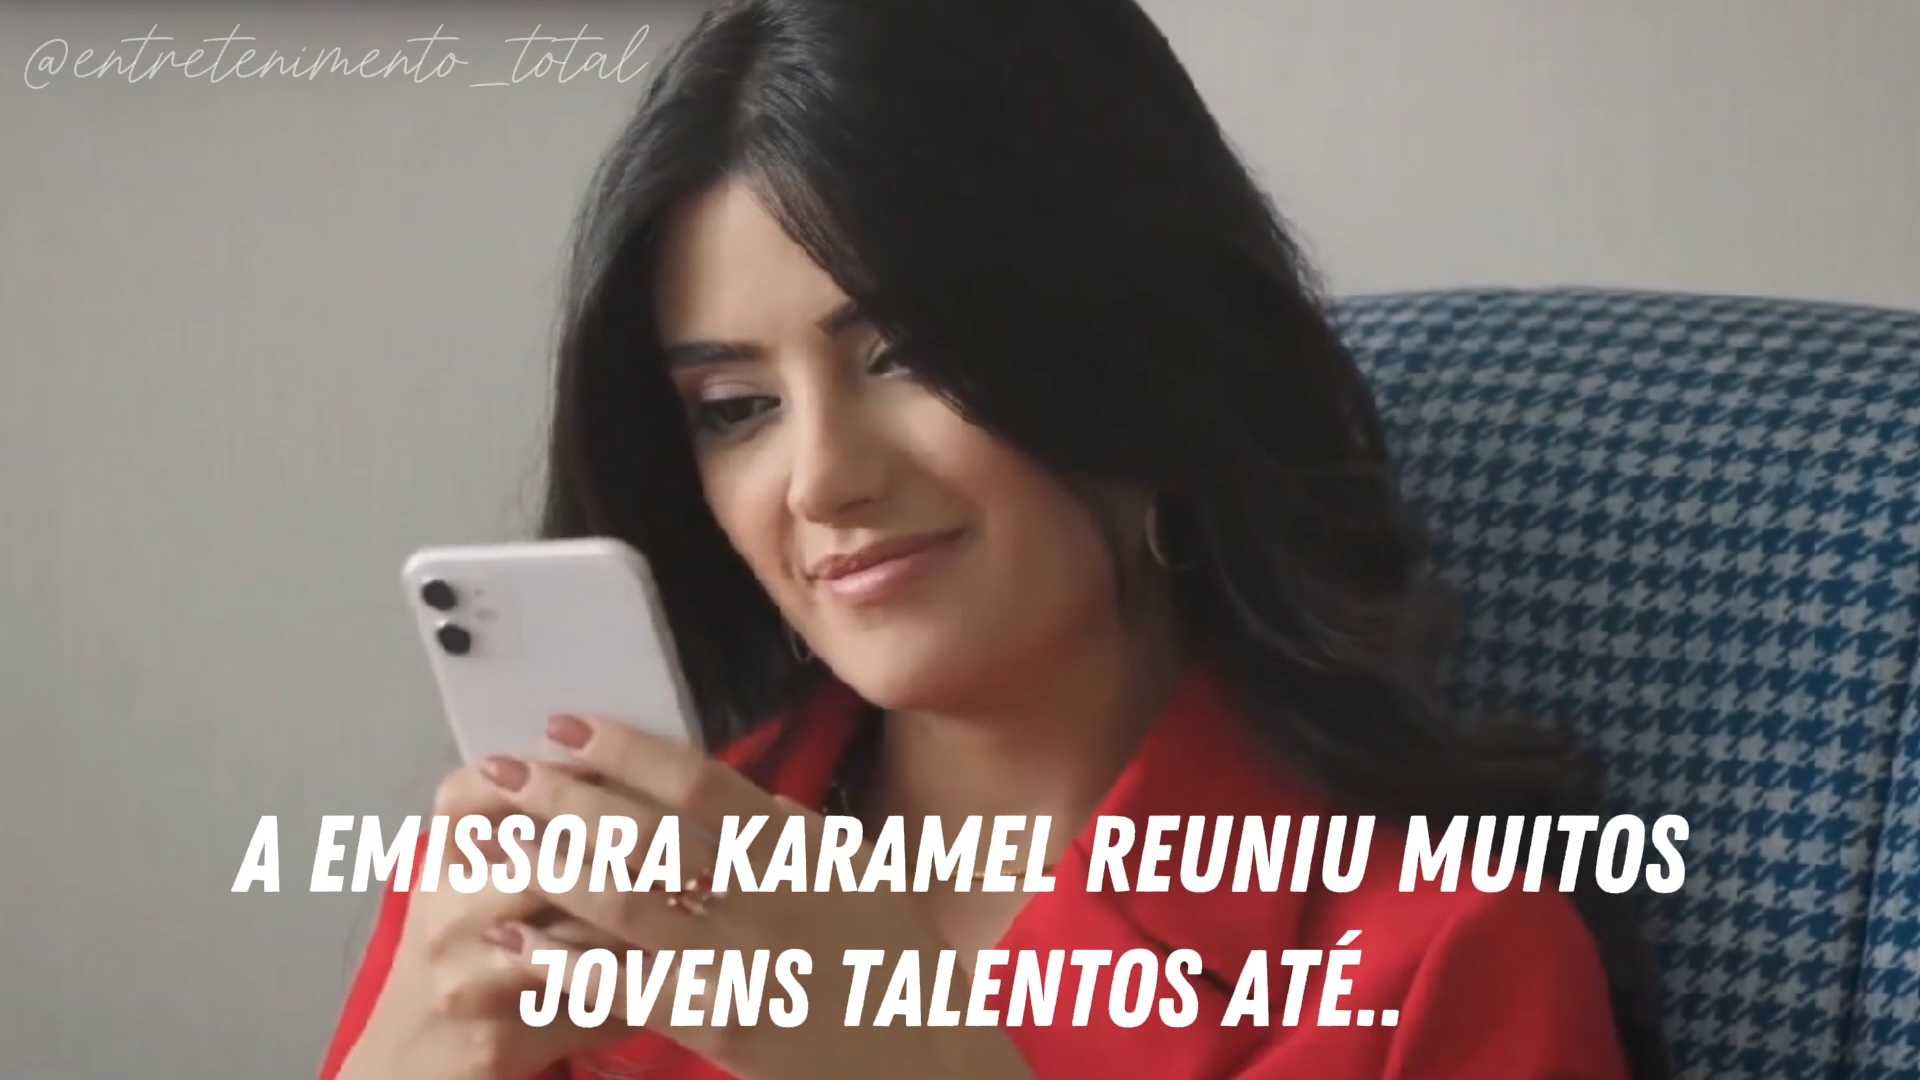 @entretenimento_total
A EMISSORA KARAMEL REUNIU MUITOS
JOVENS TALENTOS ATÉ..